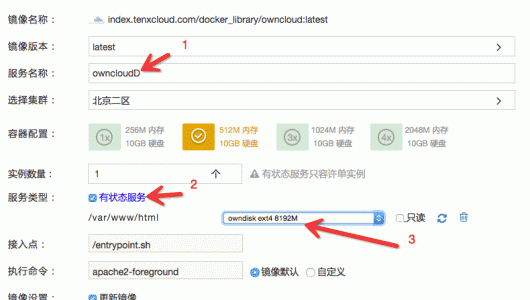 镜像名称： index.tenxcloud.com/docker_library/owncloud:latest
镜像版本： latest
1
服务名称： owncloudD
选择集群： 北京二区
容器配置： 1x 256M 内存 10GB 硬盘 512M 内存 10GB 硬盘 3x 1024M 内存 10GB 硬盘 4x 2048M 内存 10GB 硬盘
实例数量： 1 个 有状态服务只容许单实例
2
服务类型： 有状态服务
/var/www/html owndisk ext4 8192M 只读
3
接入点： /entrypoint.sh
执行命令： apache2-foreground 镜像默认 自定义
镜像设置： 更新镜像